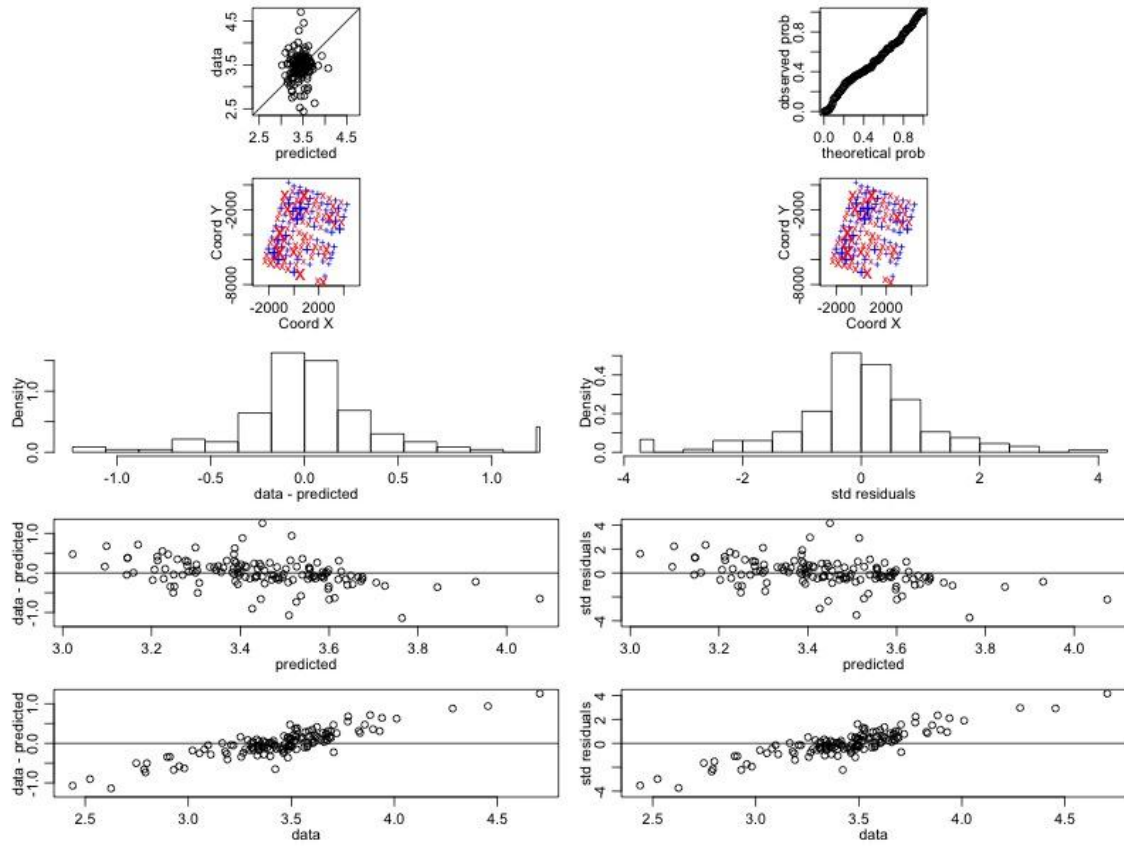 data
4.5
3.5
2.5
2.5 3.5 4.5
predicted
observed prob
0.8
0.4
0.0
0.0 0.4 0.8
theoretical prob
Coord Y
-2000
-8000
-2000 2000
Coord X
Coord Y
-2000
-8000
-2000 2000
Coord X
Density
1.0
0.0
-1.0 -0.5 0.0 0.5 1.0
data - predicted
Density
0.4
0.2
0.0
-4 -2 0 2 4
std residuals
data - predicted
1.0
0.0
-1.0
3.0 3.2 3.4 3.6 3.8 4.0
predicted
std residuals
4
2
0
-4
3.0 3.2 3.4 3.6 3.8 4.0
predicted
data - predicted
1.0
0.0
-1.0
2.5 3.0 3.5 4.0 4.5
data
std residuals
4
2
0
-4
2.5 3.0 3.5 4.0 4.5
data